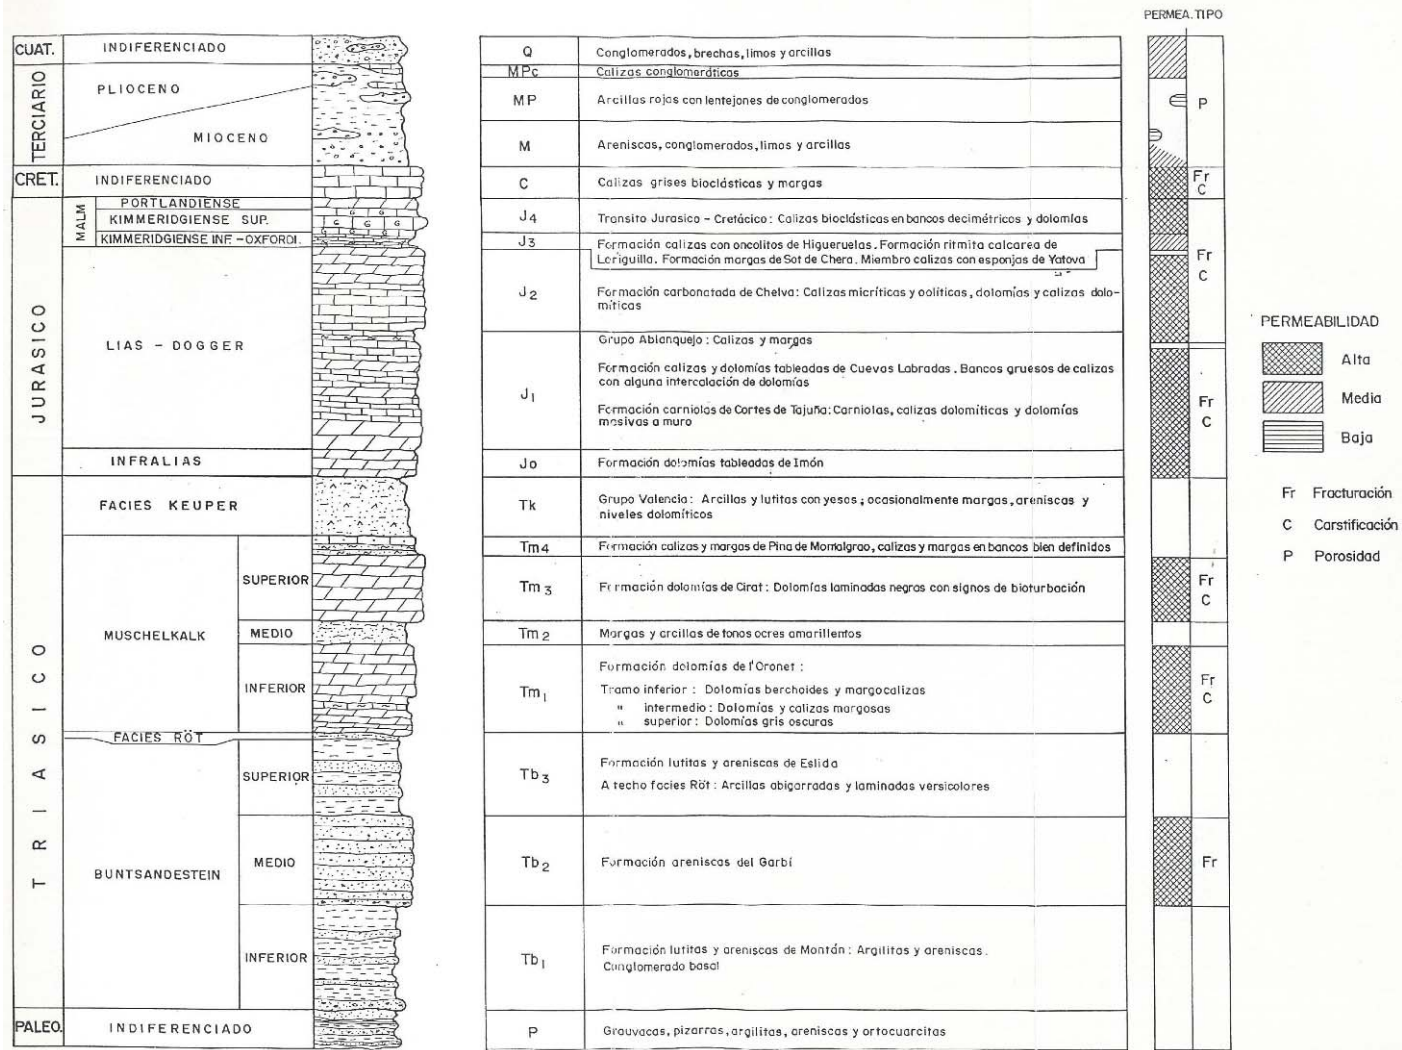 PERMEA. TIPO
CUAT.
INDIFERENCIADO
Q
Conglomerados, brechas, limos y arcillas
MPc
Calizas conglomeráticas
TERCIARIO
PLIOCENO
MP
Arcillas rojas con lentejones de conglomerados
P
MIOCENO
M
Areniscas, conglomerados, limos y arcillas
CRET.
INDIFERENCIADO
C
Calizas grises bioclásticas y margas
Fr
C
JURASICO
MALM
PORTLANDIENSE
KIMMERIDGIENSE SUP.
J4
Transito Jurasico - Cretácico: Calizas bioclásticas en bancos decimétricos y dolomías
KIMMERIDGIENSE INF.-OXFORDI.
J3
Formación calizas con oncolitos de Higueruelas. Formación ritmita calcarea de
Loriguilla. Formación margas de Sot de Chera. Miembro calizas con esponjas de Yatova
Fr
C
LIAS - DOGGER
J2
Formación carbonatada de Chelva: Calizas micríticas y oolíticas, dolomías y calizas dolo-
míticas
J1
Grupo Ablanquejo: Calizas y margas
Formación calizas y dolomías tableadas de Cuevas Labradas. Bancos gruesos de calizas
con alguna intercalación de dolomías
Formación carniolas de Cortes de Tajuña: Carniolas, calizas dolomiticas y dolomías
masivas a muro
Fr
C
INFRALIAS
Jo
Formación dolomías tableadas de Imón
PERMEABILIDAD
Alta
Media
Baja
Fr Fracturación
C Carstificación
P Porosidad
TRIASICO
FACIES KEUPER
Tk
Grupo Valencia: Arcillas y lutitas con yesos; ocasionalmente margas, areniscas y
niveles dolomíticos
MUSCHELKALK
Tm4
Formación calizas y margas de Pina de Montalgrao, calizas y margas en bancos bien definidos
SUPERIOR
Tm3
Formación dolomías de Cirat: Dolomías laminadas negras con signos de bioturbación
Fr
C
MEDIO
Tm2
Margas y arcillas de tonos ocres amarillentos
INFERIOR
Tm1
Formación dolomías de l'Oronet:
Tramo inferior: Dolomías berchoides y margocalizas
" intermedio: Dolomías y calizas margosas
" superior: Dolomías gris oscuras
Fr
C
FACIES RÖT
BUNTSANDESTEIN
SUPERIOR
Tb3
Formación lutitas y areniscas de Eslida
A techo facies Röt: Arcillas abigarradas y laminadas versicolores
MEDIO
Tb2
Formación areniscas del Garbí
Fr
INFERIOR
Tb1
Formación lutitas y areniscas de Montán: Argilitas y areniscas.
Conglomerado basal
PALEO.
INDIFERENCIADO
P
Grauvacas, pizarras, argilitas, areniscas y ortocuarcitas